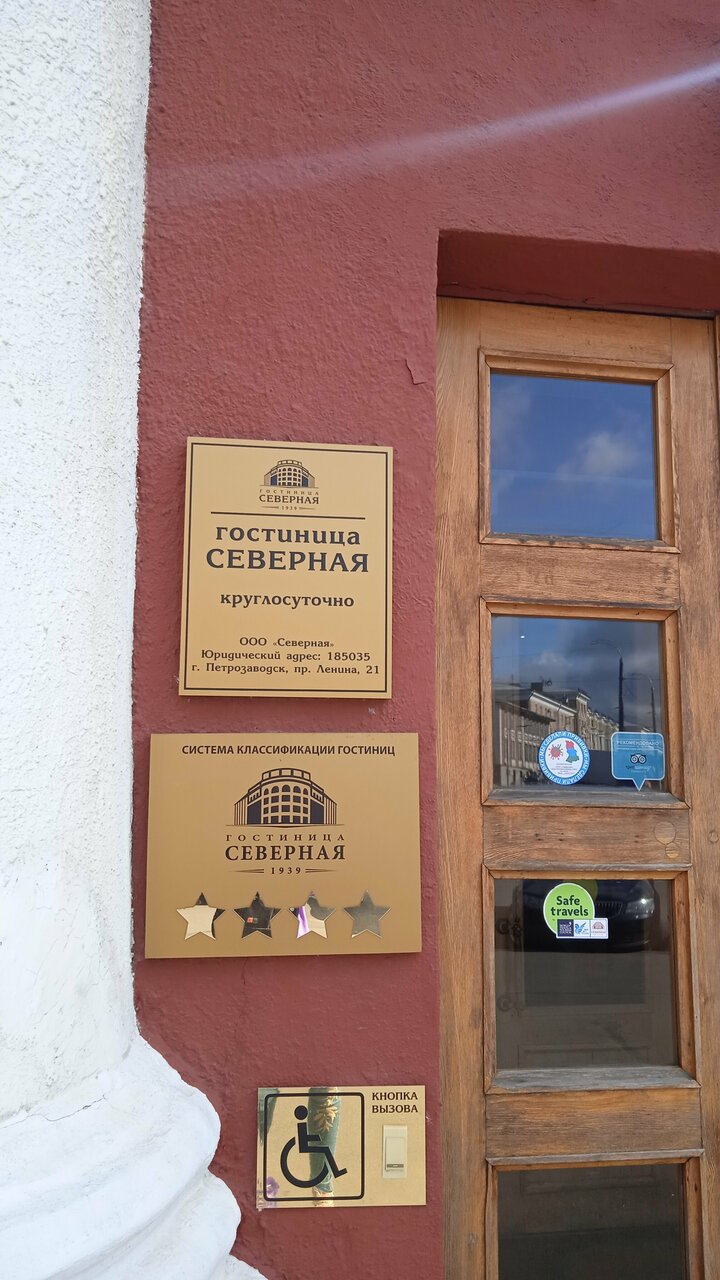 ГОСТИНИЦА
СЕВЕРНАЯ
1939
гостиница
СЕВЕРНАЯ
круглосуточно
ООО «Северная»
Юридический адрес: 185035
г. Петрозаводск, пр. Ленина, 21
СИСТЕМА КЛАССИФИКАЦИИ ГОСТИНИЦ
ГОСТИНИЦА
СЕВЕРНАЯ
1939
РЕКОМЕНДОВАНО
Safe
travels
КНОПКА
ВЫЗОВА